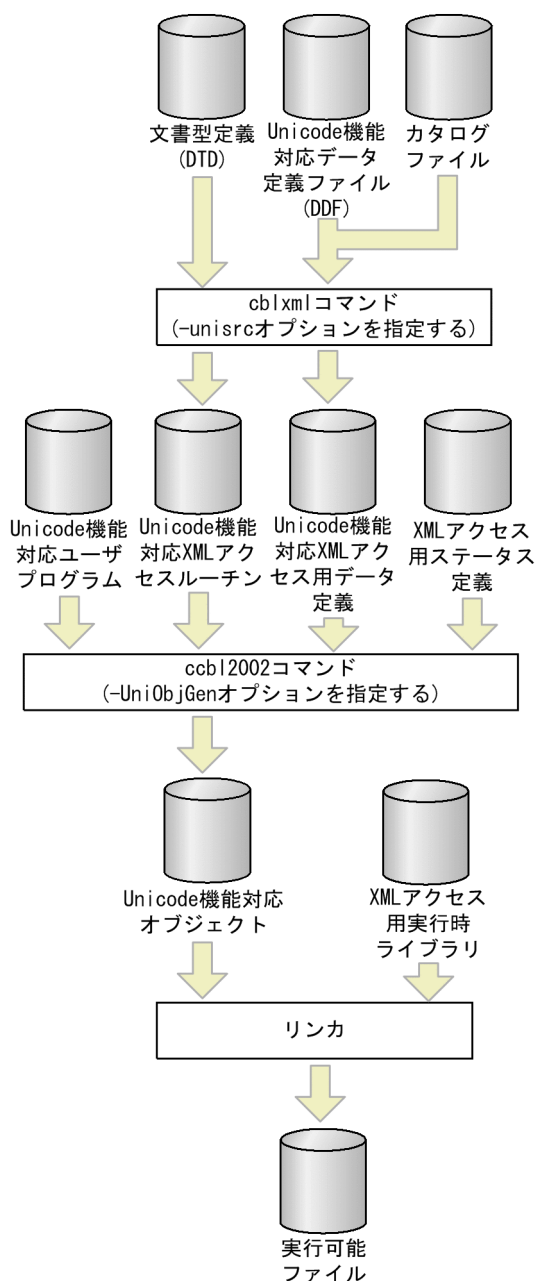 文書型定義
(DTD)
Unicode機能
対応データ
定義ファイル
(DDF)
カタログ
ファイル
cblxmlコマンド
(-unisrcオプションを指定する)
Unicode機能
対応ユーザ
プログラム
Unicode機能
対応XMLアク
セスルーチン
Unicode機能
対応XMLアク
セス用データ
定義
XMLアクセス
用ステータス
定義
ccbl2002コマンド
(-UniObjGenオプションを指定する)
Unicode機能対応
オブジェクト
XMLアクセス
用実行時
ライブラリ
リンカ
実行可能
ファイル